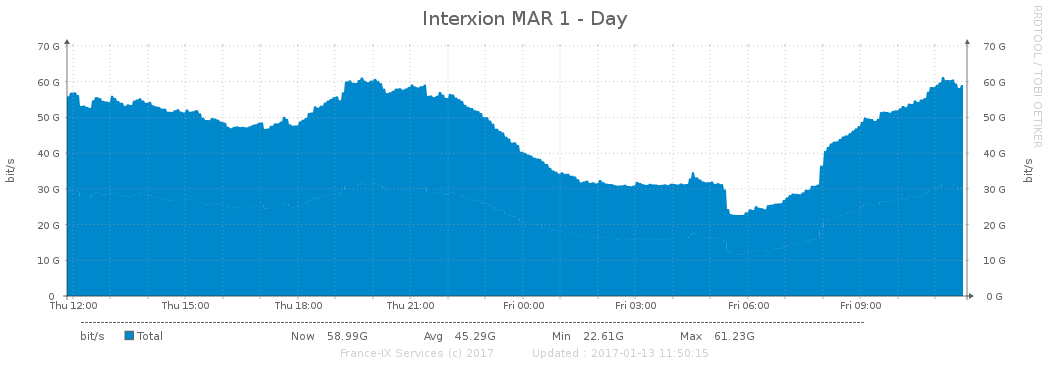 Interxion MAR 1 - Day
RRDTOOL / TOBI OETIKER
bit/s
70 G 70 G
60 G 60 G
50 G 50 G
40 G 40 G
30 G 30 G
20 G 20 G
10 G 10 G
0 0 G
bit/s
Thu 12:00 Thu 15:00 Thu 18:00 Thu 21:00 Fri 00:00 Fri 03:00 Fri 06:00 Fri 09:00
bit/s Total Now 58.99G Avg 45.29G Min 22.61G Max 61.23G
France-IX Services (c) 2017 Updated : 2017-01-13 11:50:15